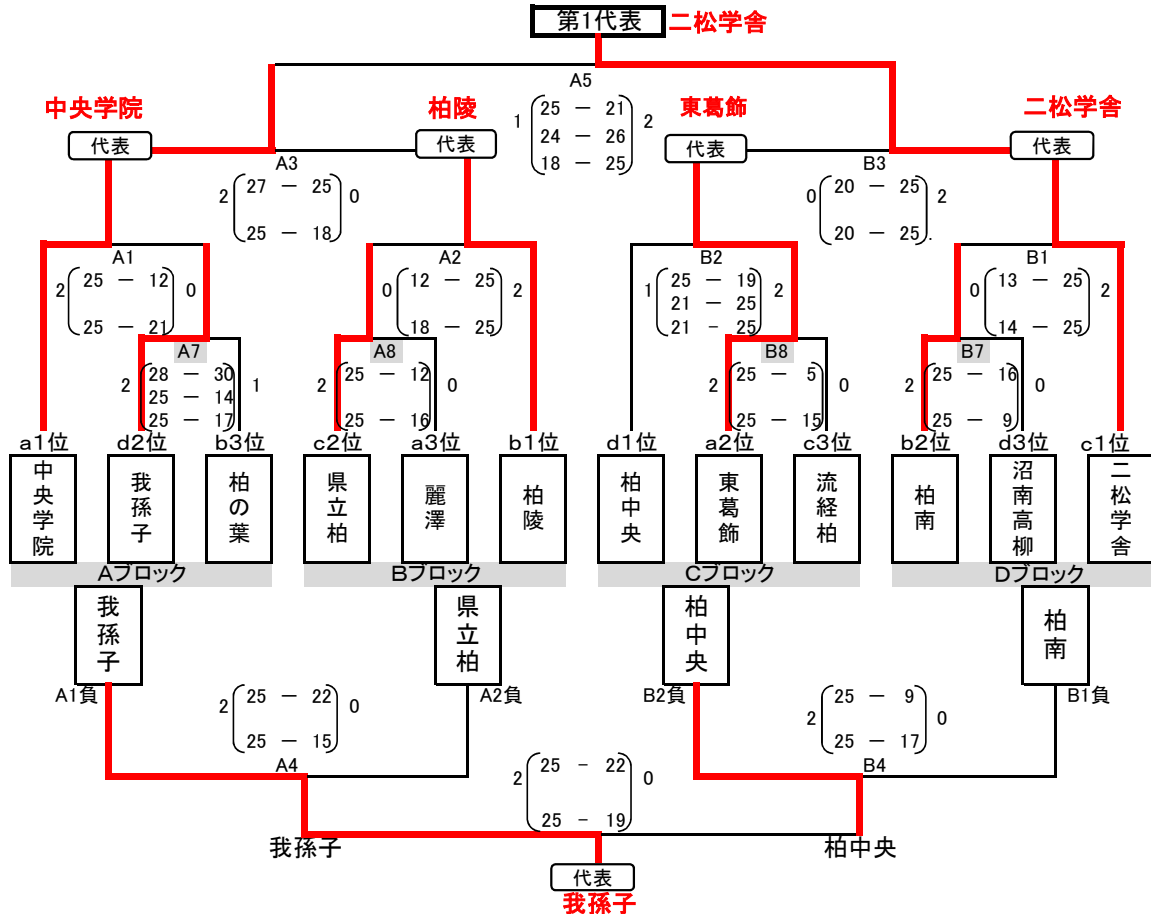 第1代表 二松学舎
A5
中央学院 柏陵 東葛飾 二松学舎
1 25 － 21 2
24 － 26
18 － 25
代表 代表 代表 代表
A3 B3
2 27 － 25 0
25 － 18
0 20 － 25 2
20 － 25.
A1 A2 B2 B1
2 25 － 12 0
25 － 21
0 12 － 25 2
18 － 25
1 25 － 19 2
21 － 25
21 - 25
0 13 － 25 2
14 － 25
A7 A8 B8 B7
2 28 － 30 1
25 － 14
25 － 17
2 25 － 12 0
25 － 16
2 25 － 5 0
25 － 15
2 25 － 16 0
25 － 9
a1位 d2位 b3位 c2位 a3位 b1位 d1位 a2位 c3位 b2位 d3位 c1位
中央学院
我孫子
柏の葉
県立柏
麗澤
柏陵
柏中央
東葛飾
流経柏
柏南
沼南高柳
二松学舎
Aブロック Bブロック Cブロック Dブロック
我孫子
県立柏
柏中央
柏南
A1負 A2負 B2負 B1負
2 25 － 22 0
25 － 15
2 25 － 9 0
25 － 17
A4 B4
2 25 - 22 0
25 - 19
我孫子 柏中央
代表
我孫子